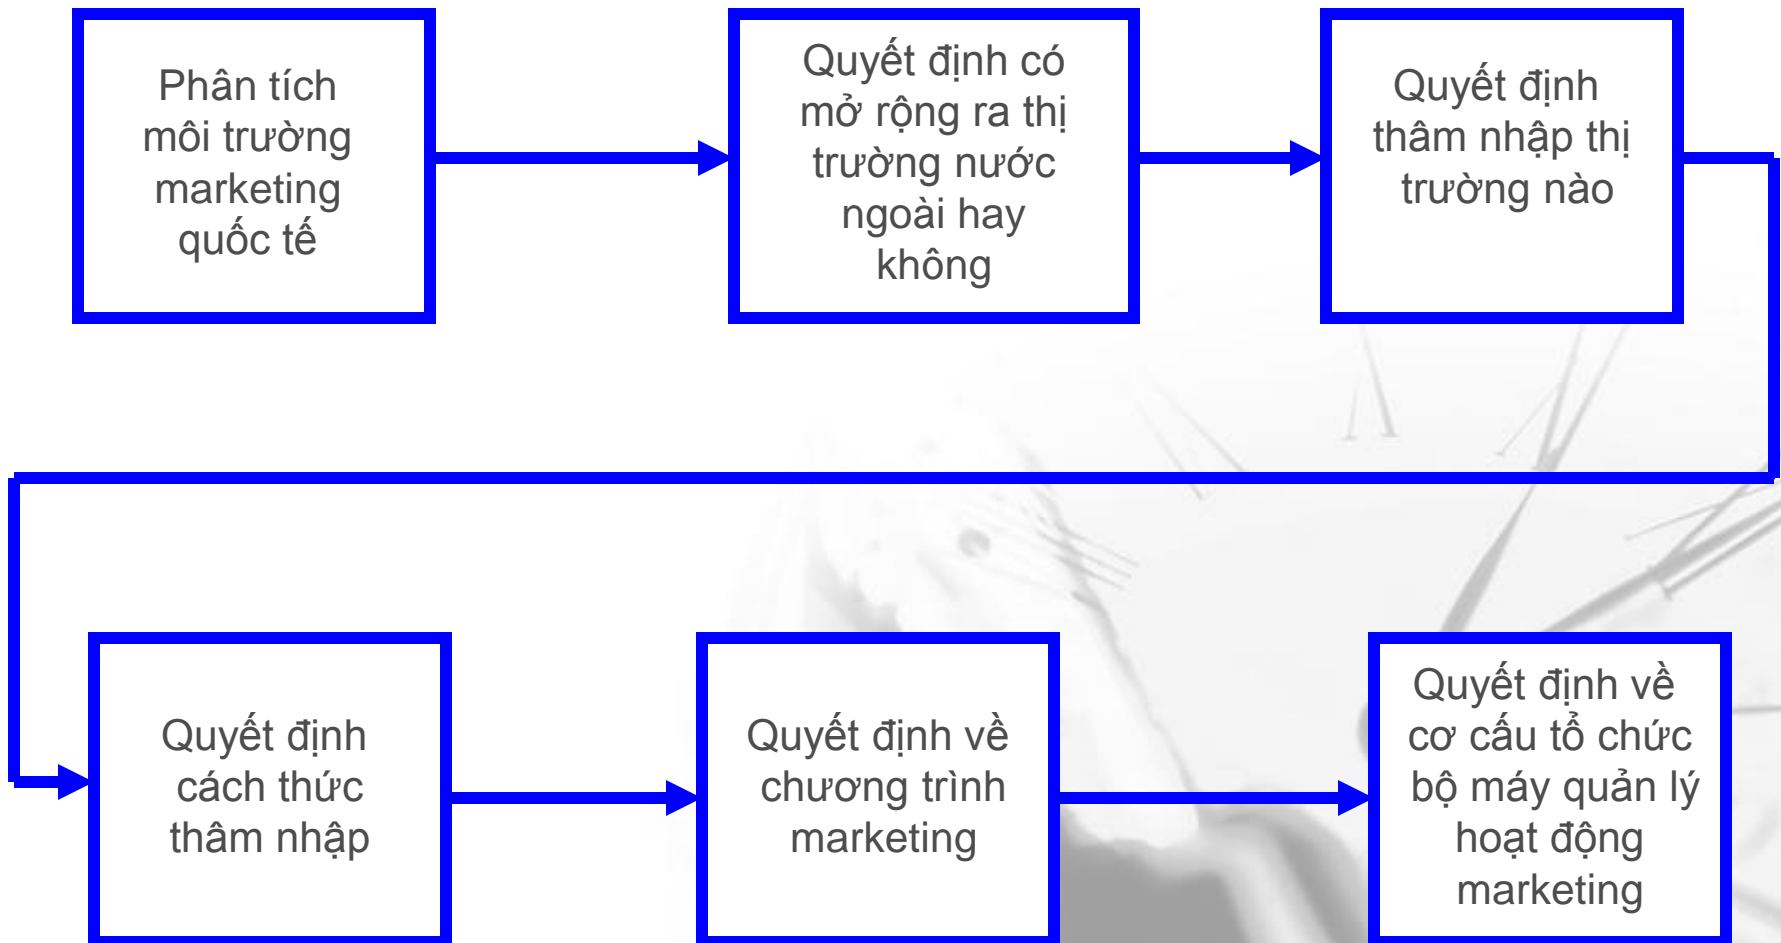 Phân tích
môi trường
marketing
quốc tế
Quyết định có
mở rộng ra thị
trường nước
ngoài hay
không
Quyết định
thâm nhập thị
trường nào
Quyết định
cách thức
thâm nhập
Quyết định về
chương trình
marketing
Quyết định về
cơ cấu tổ chức
bộ máy quản lý
hoạt động
marketing